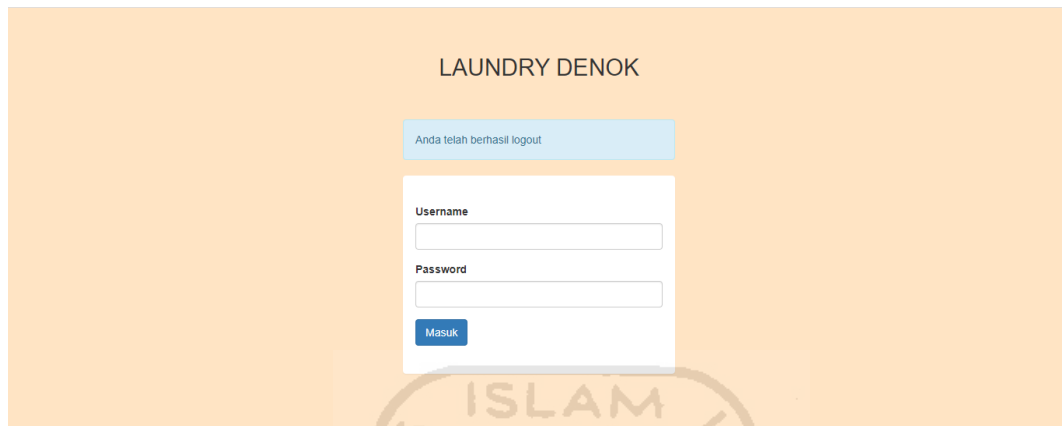 LAUNDRY DENOK
Anda telah berhasil logout
Username
Password
Masuk
ISLAM